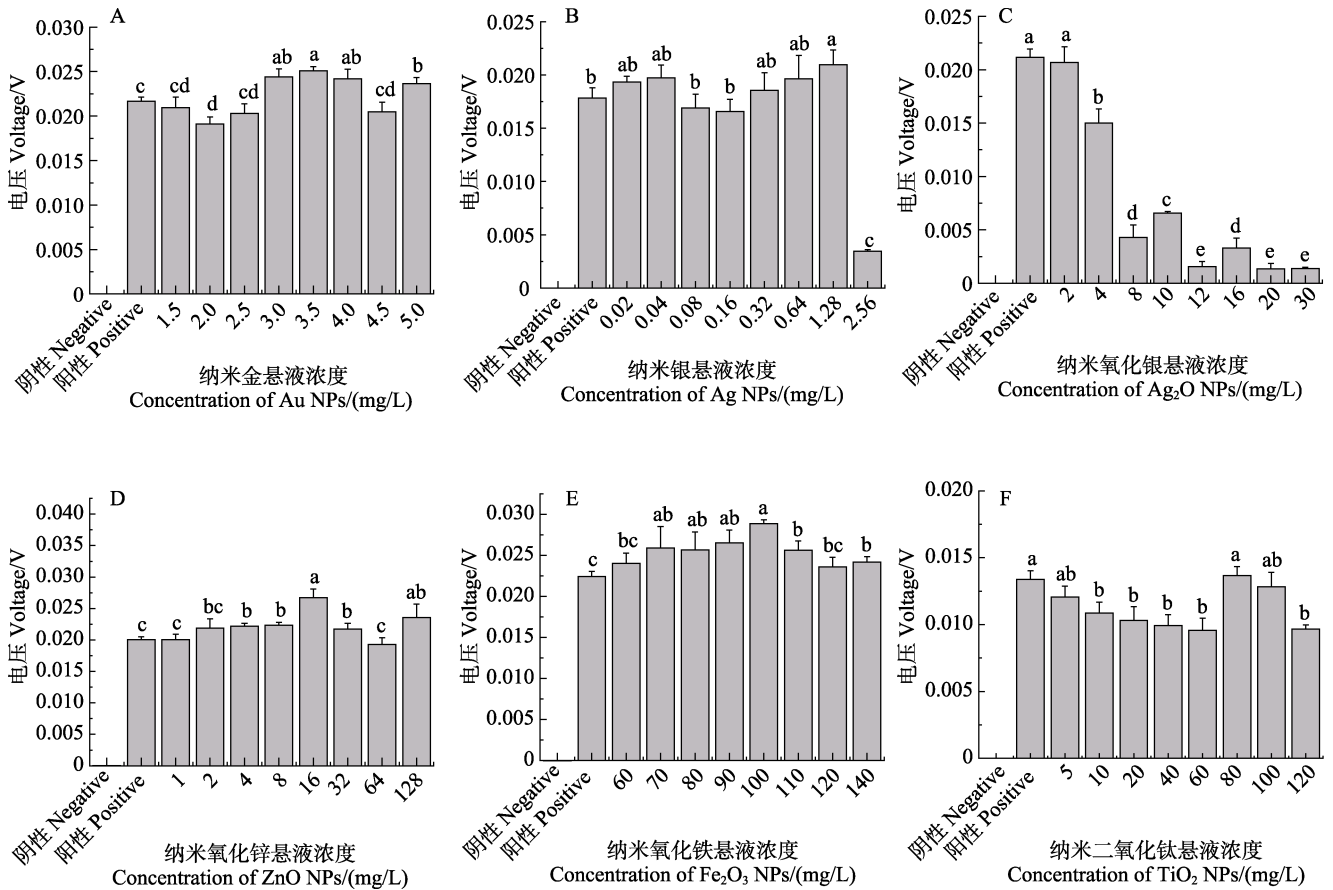 A
0.030
0.025
0.020
0.015
0.010
0.005
0
电压 Voltage/V
c
cd
d
cd
ab
a
ab
cd
b
阴性 Negative
阳性 Positive
1.5
2.0
2.5
3.0
3.5
4.0
4.5
5.0
纳米金悬液浓度
Concentration of Au NPs/(mg/L)
B
0.025
0.020
0.015
0.010
0.005
0
电压 Voltage/V
b
ab
ab
b
b
ab
ab
a
c
阴性 Negative
阳性 Positive
0.02
0.04
0.08
0.16
0.32
0.64
1.28
2.56
纳米银悬液浓度
Concentration of Ag NPs/(mg/L)
C
0.025
0.020
0.015
0.010
0.005
0
电压 Voltage/V
a
a
b
d
c
e
d
e
e
阴性 Negative
阳性 Positive
2
4
8
10
12
16
20
30
纳米氧化银悬液浓度
Concentration of Ag₂O NPs/(mg/L)
D
0.040
0.035
0.030
0.025
0.020
0.015
0.010
0.005
0
电压 Voltage/V
c
c
bc
b
b
a
b
c
ab
阴性 Negative
阳性 Positive
1
2
4
8
16
32
64
128
纳米氧化锌悬液浓度
Concentration of ZnO NPs/(mg/L)
E
0.030
0.025
0.020
0.015
0.010
0.005
0
电压 Voltage/V
c
bc
ab
ab
ab
a
b
bc
b
阴性 Negative
阳性 Positive
60
70
80
90
100
110
120
140
纳米氧化铁悬液浓度
Concentration of Fe₂O₃ NPs/(mg/L)
F
0.020
0.015
0.010
0.005
0
电压 Voltage/V
a
ab
b
b
b
b
a
ab
b
阴性 Negative
阳性 Positive
5
10
20
40
60
80
100
120
纳米二氧化钛悬液浓度
Concentration of TiO₂ NPs/(mg/L)